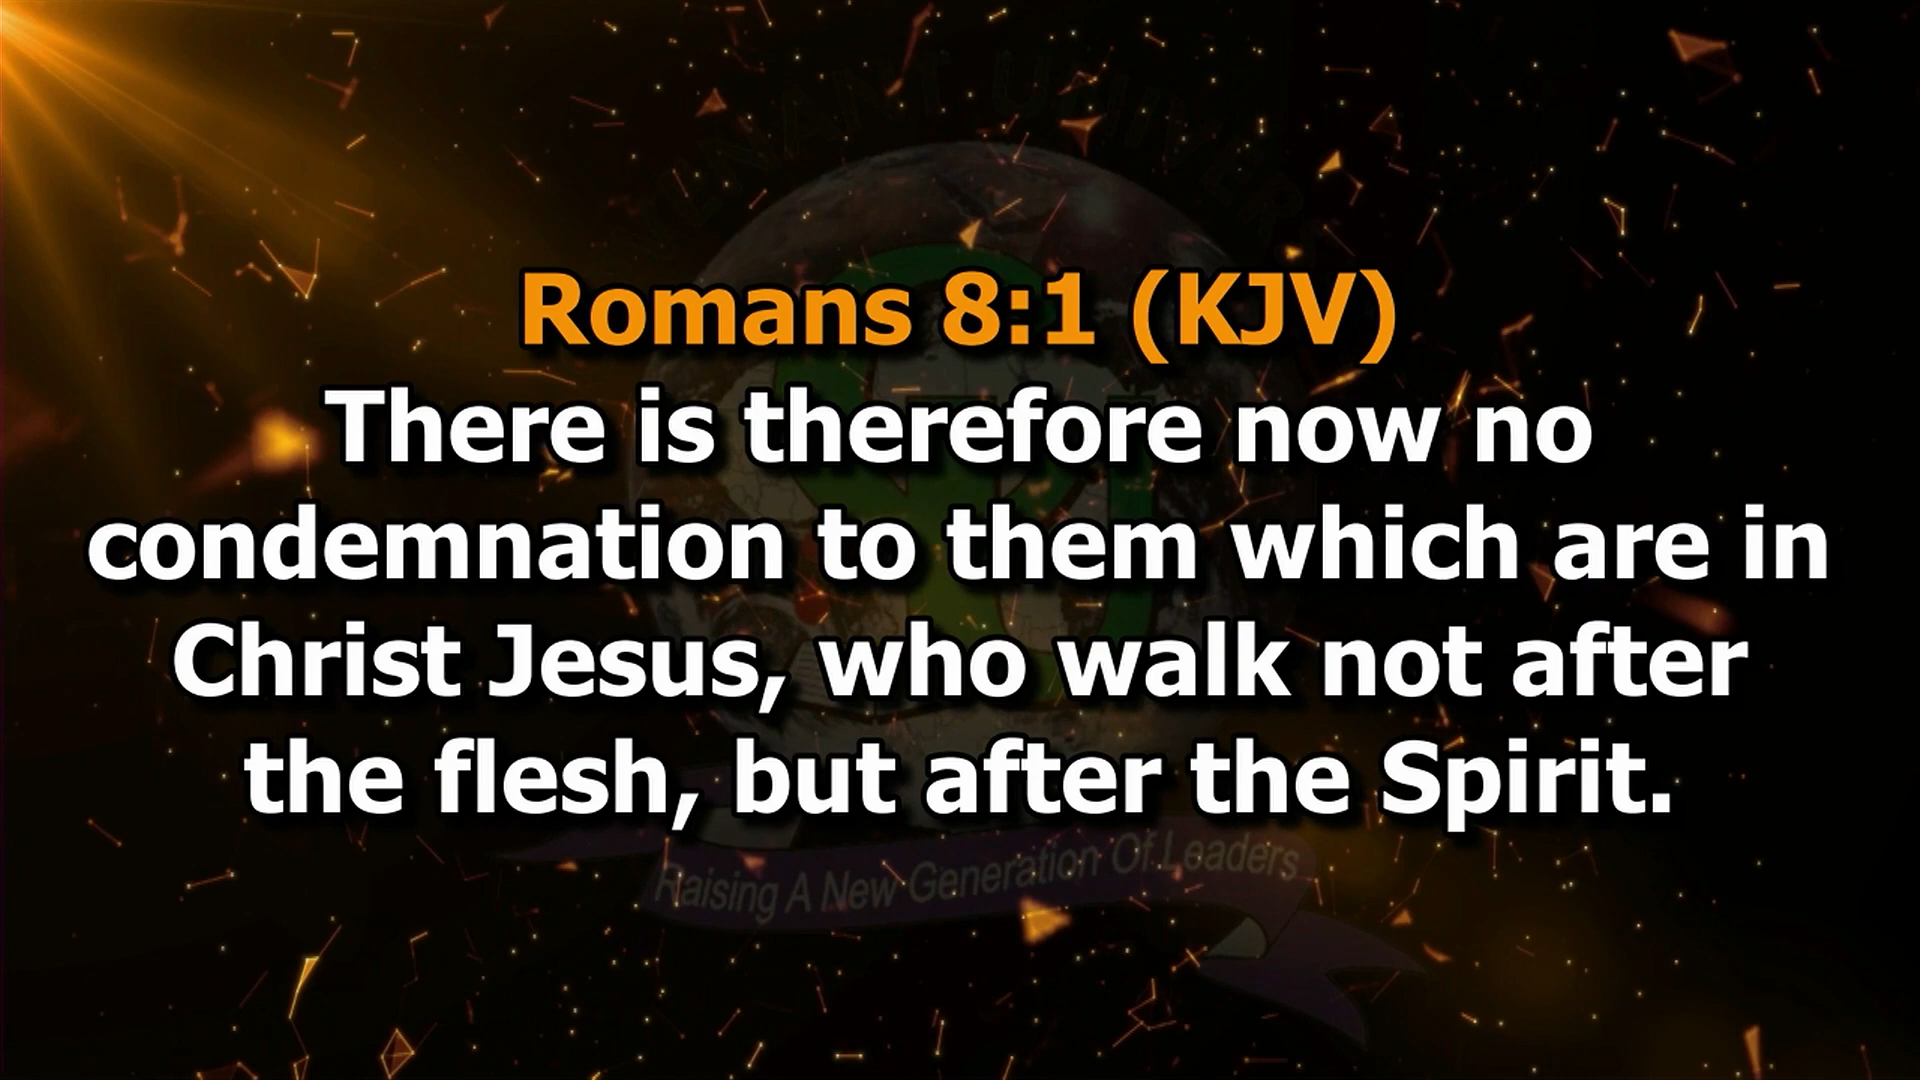 Romans 8:1 (KJV)
There is therefore now no
condemnation to them which are in
Christ Jesus, who walk not after
the flesh, but after the Spirit.
Raising A New Generation Of Leaders